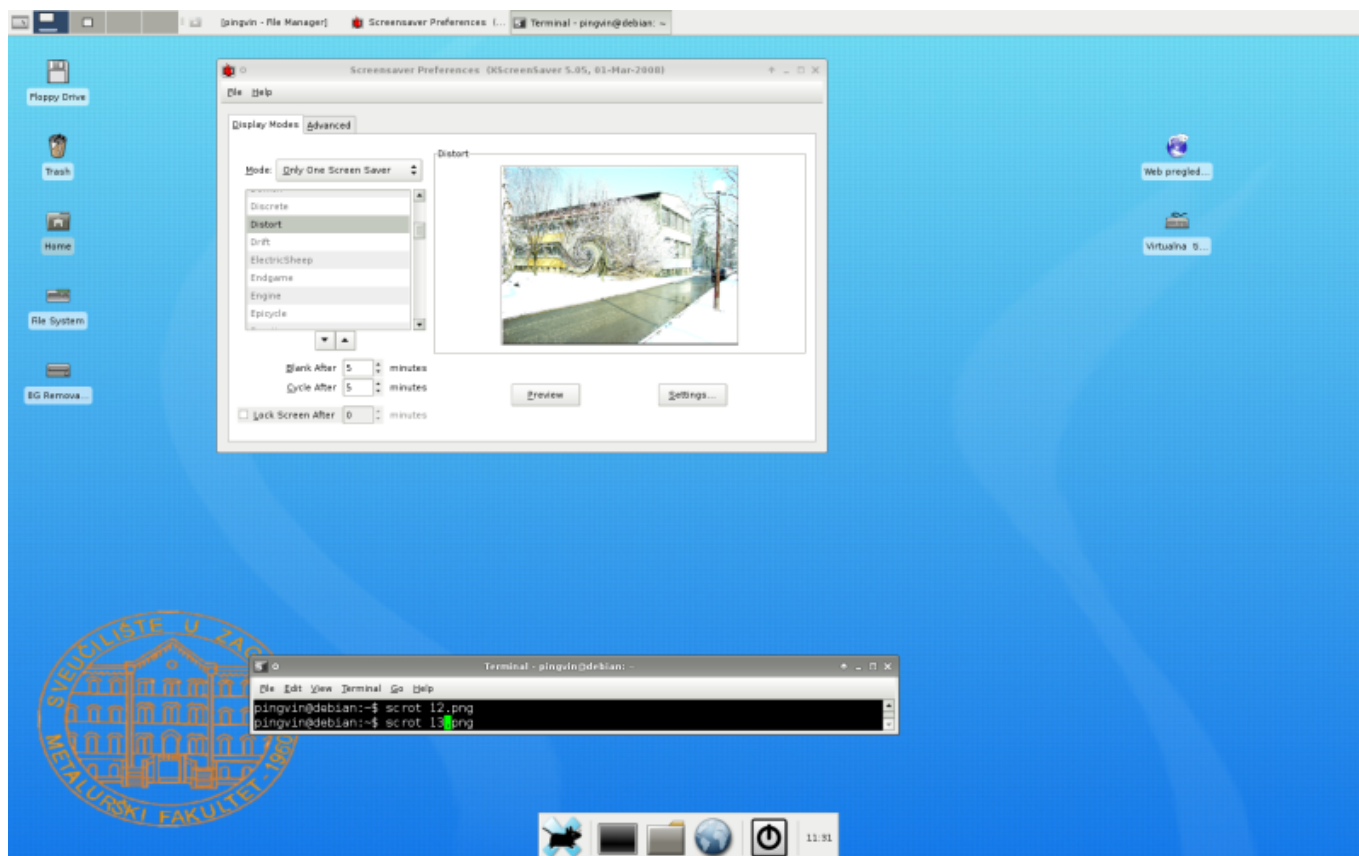 [pingvin - File Manager]
Screensaver Preferences (...
Terminal - pingvin@debian: ~
Floppy Drive
Trash
Home
File System
BG Remova...
Web pregled...
Virtualna ti...
Screensaver Preferences (XScreenSaver 5.05, 01-Mar-2008)
File Help
Display Modes Advanced
Mode: Only One Screen Saver
Discrete
Distort
Drift
ElectricSheep
Endgame
Engine
Epicycle
Blank After 5 minutes
Cycle After 5 minutes
Lock Screen After 0 minutes
Distort
Preview
Settings...
SVEUČILIŠTE U ZAG
METALURŠKI FAKULTET - 1960
Terminal - pingvin@debian: ~
File Edit View Terminal Go Help
pingvin@debian:~$ scrot 12.png
pingvin@debian:~$ scrot 13.png
11:31